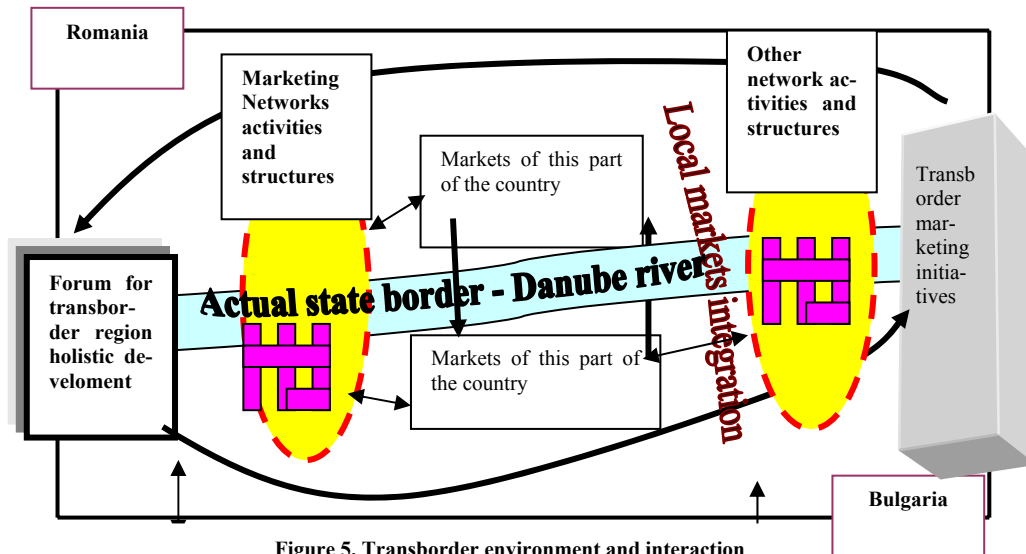 Romania
Marketing
Networks
activities
and
structures
Other
network ac-
tivities and
structures
Markets of this part
of the country
Local markets integration
Transb
order
mar-
keting
initia-
tives
Actual state border - Danube river
Forum for
transbor-
der region
holistic de-
veloment
Markets of this part of
the country
Bulgaria
Figure 5. Transborder environment and interaction